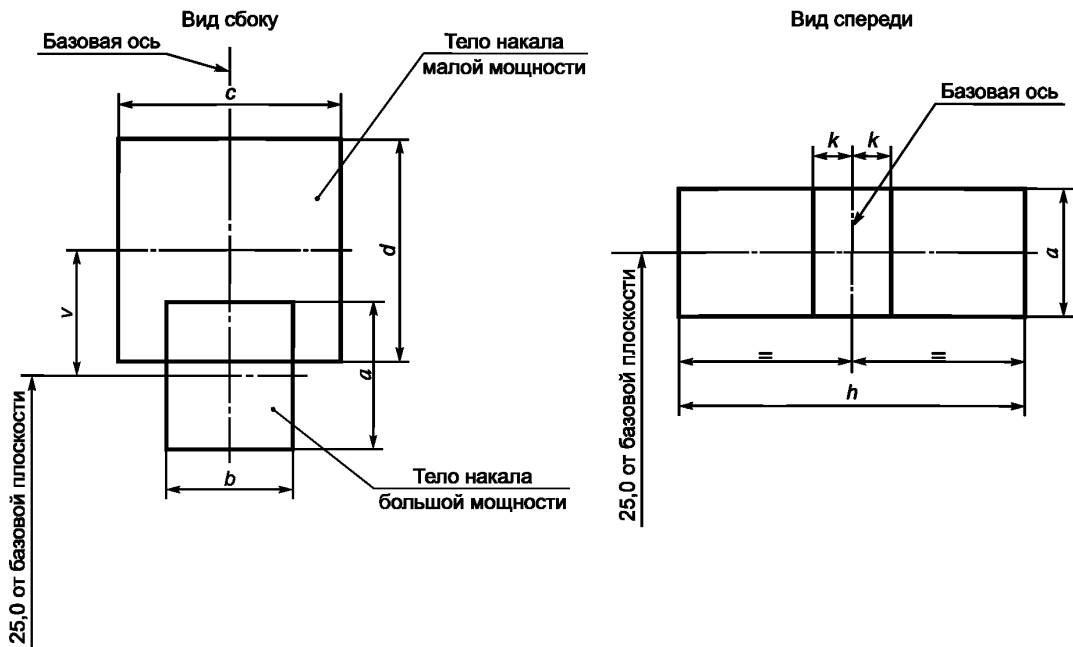 Вид сбоку
Базовая ось
Тело накала
малой мощности
c
d
v
a
b
Тело накала
большой мощности
25,0 от базовой плоскости
Вид спереди
Базовая ось
k
k
a
25,0 от базовой плоскости
=
=
h